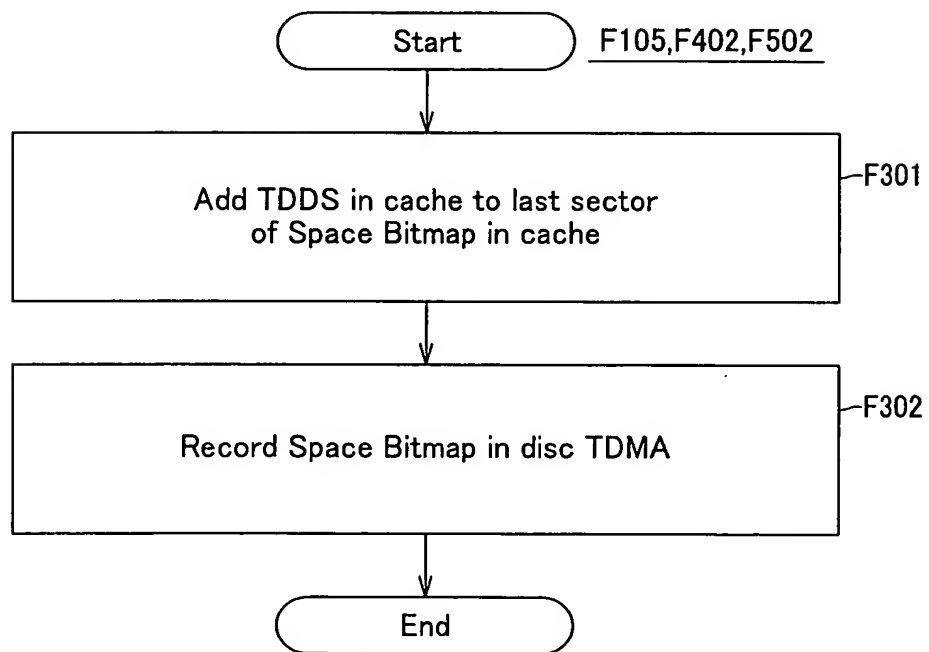 Start
F105,F402,F502
F301
Add TDDS in cache to last sector
of Space Bitmap in cache
F302
Record Space Bitmap in disc TDMA
End